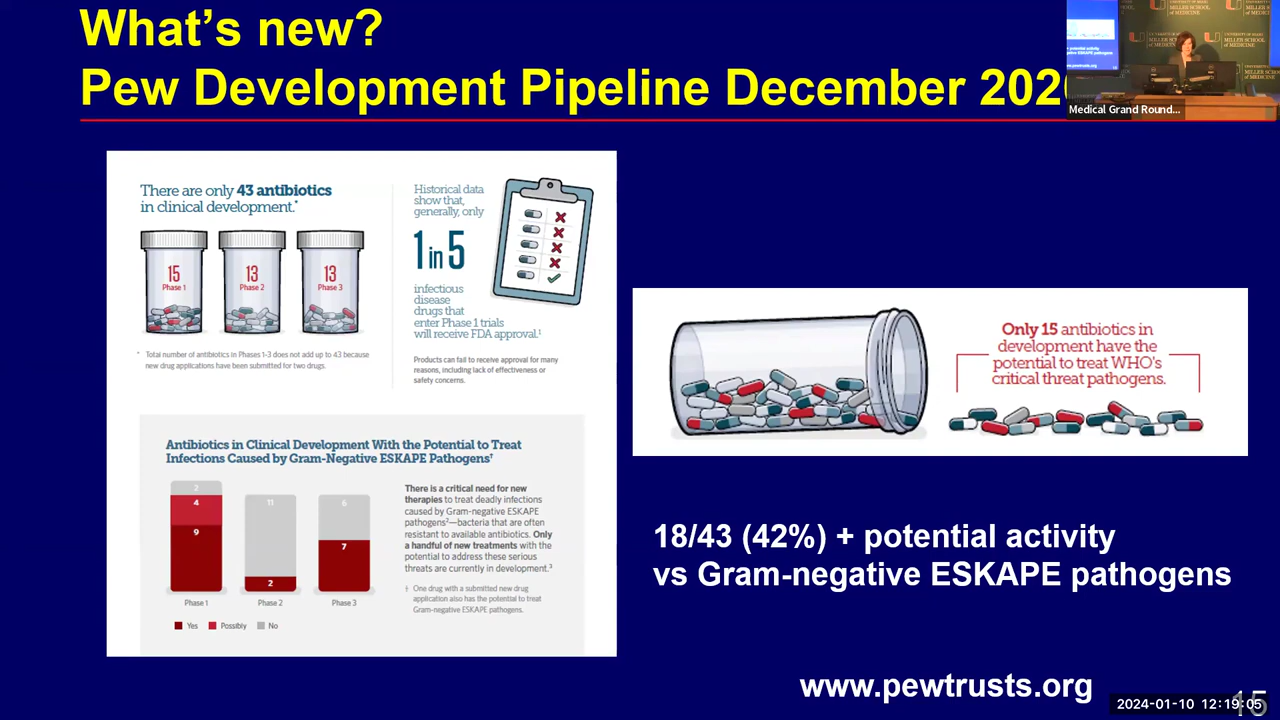 What's new?
Pew Development Pipeline December 202
Medical Grand Round...
There are only 43 antibiotics
in clinical development.*
15
Phase 1
13
Phase 2
13
Phase 3
* Total number of antibiotics in Phases 1-3 does not add up to 43 because
new drug applications have been submitted for two drugs.
Historical data
show that,
generally, only
1 in 5
infectious
disease
drugs that
enter Phase 1 trials
will receive FDA approval.¹
Products can fail to receive approval for many
reasons, including lack of effectiveness or
safety concerns.
Only 15 antibiotics in
development have the
potential to treat WHO's
critical threat pathogens.
Antibiotics in Clinical Development With the Potential to Treat
Infections Caused by Gram-Negative ESKAPE Pathogens†
2
4
9
Phase 1
11
2
Phase 2
6
7
Phase 3
Yes Possibly No
There is a critical need for new
therapies to treat deadly infections
caused by Gram-negative ESKAPE
pathogens²—bacteria that are often
resistant to available antibiotics. Only
a handful of new treatments with the
potential to address these serious
threats are currently in development.³
† One drug with a submitted new drug
application also has the potential to treat
Gram-negative ESKAPE pathogens.
18/43 (42%) + potential activity
vs Gram-negative ESKAPE pathogens
www.pewtrusts.org
15
2024-01-10 12:19:05